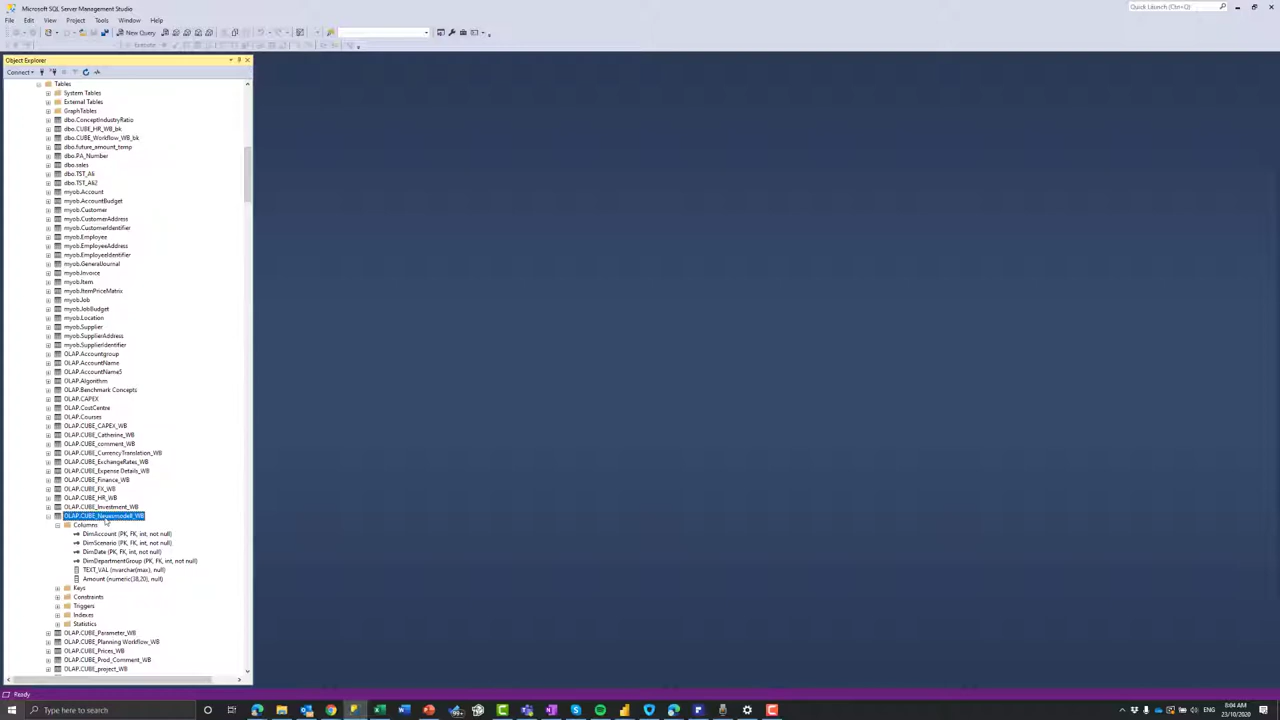 Microsoft SQL Server Management Studio
Quick Launch (Ctrl+Q)
File Edit View Project Tools Window Help
New Query
Execute
Object Explorer
Connect
Tables
System Tables
External Tables
GraphTables
dbo.ConceptIndustryRatio
dbo.CUBE_HR_WB_bk
dbo.CUBE_Workflow_WB_bk
dbo.future_amount_temp
dbo.PA_Number
dbo.sales
dbo.TST_Ali
dbo.TST_Ali2
myob.Account
myob.AccountBudget
myob.Customer
myob.CustomerAddress
myob.CustomerIdentifier
myob.Employee
myob.EmployeeAddress
myob.EmployeeIdentifier
myob.GeneralJournal
myob.Invoice
myob.Item
myob.ItemPriceMatrix
myob.Job
myob.JobBudget
myob.Location
myob.Supplier
myob.SupplierAddress
myob.SupplierIdentifier
OLAP.Accountgroup
OLAP.AccountName
OLAP.AccountName5
OLAP.Algorithm
OLAP.Benchmark Concepts
OLAP.CAPEX
OLAP.CostCentre
OLAP.Courses
OLAP.CUBE_CAPEX_WB
OLAP.CUBE_Catherine_WB
OLAP.CUBE_comment_WB
OLAP.CUBE_CurrencyTranslation_WB
OLAP.CUBE_ExchangeRates_WB
OLAP.CUBE_Expense Details_WB
OLAP.CUBE_Finance_WB
OLAP.CUBE_FX_WB
OLAP.CUBE_HR_WB
OLAP.CUBE_Investment_WB
OLAP.CUBE_Neuesmodell_WB
Columns
DimAccount (PK, FK, int, not null)
DimScenario (PK, FK, int, not null)
DimDate (PK, FK, int, not null)
DimDepartmentGroup (PK, FK, int, not null)
TEXT_VAL (nvarchar(max), null)
Amount (numeric(38,20), null)
Keys
Constraints
Triggers
Indexes
Statistics
OLAP.CUBE_Parameter_WB
OLAP.CUBE_Planning Workflow_WB
OLAP.CUBE_Prices_WB
OLAP.CUBE_Prod_Comment_WB
OLAP.CUBE_project_WB
Ready
Type here to search
99+
ENG
8:04 AM
23/10/2020